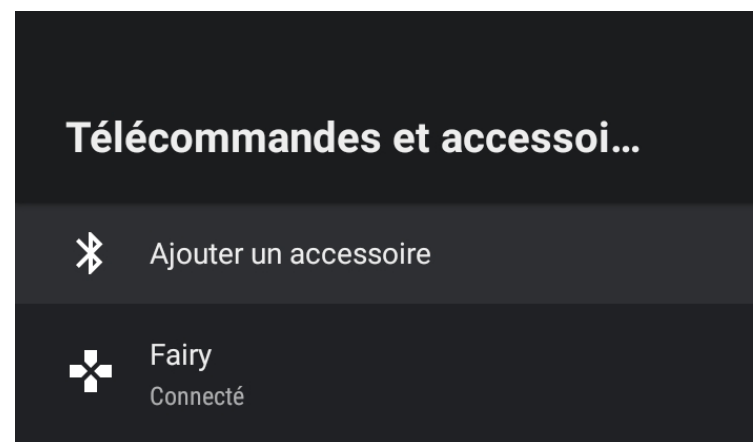 Télécommandes et accessoi...
Ajouter un accessoire
Fairy
Connecté